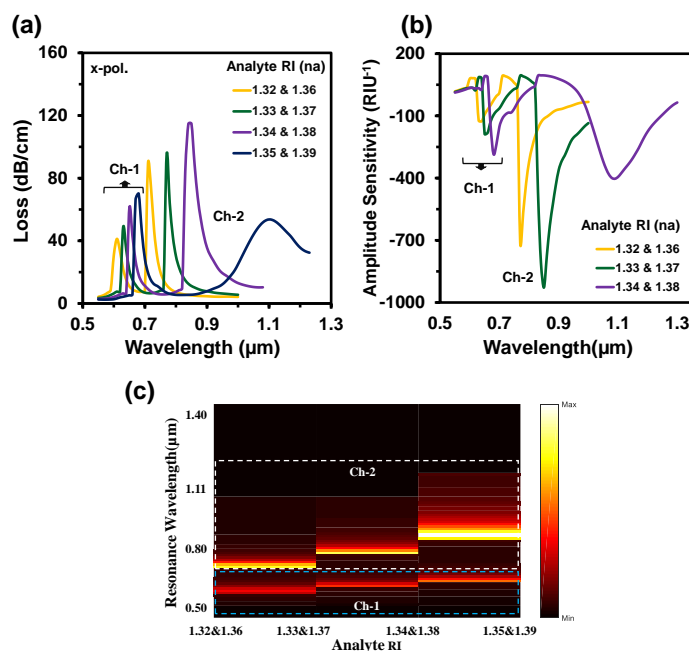 (a)
160
120
80
40
0
Loss (dB/cm)
x-pol.
Analyte RI (na)
1.32 & 1.36
1.33 & 1.37
1.34 & 1.38
1.35 & 1.39
Ch-1
Ch-2
0.5 0.7 0.9 1.1 1.3
Wavelength (µm)
(b)
200
-100
-400
-700
-1000
Amplitude Sensitivity (RIU-1)
Ch-1
Ch-2
Analyte RI (na)
1.32 & 1.36
1.33 & 1.37
1.34 & 1.38
0.5 0.7 0.9 1.1 1.3
Wavelength(µm)
(c)
1.40
1.11
0.80
0.50
Resonance Wavelength(µm)
Ch-2
Ch-1
Max
Min
1.32&1.36 1.33&1.37 1.34&1.38 1.35&1.39
Analyte RI